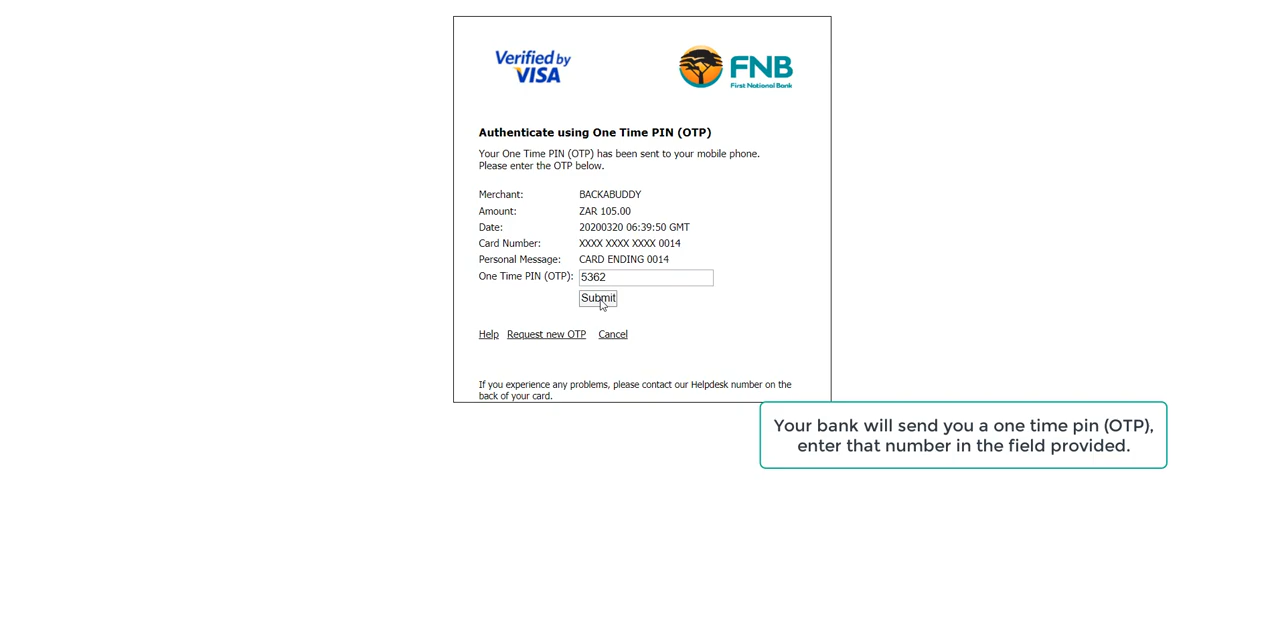 Verified by
VISA
FNB
First National Bank
Authenticate using One Time PIN (OTP)
Your One Time PIN (OTP) has been sent to your mobile phone.
Please enter the OTP below.
Merchant: BACKABUDDY
Amount: ZAR 105.00
Date: 20200320 06:39:50 GMT
Card Number: XXXX XXXX XXXX 0014
Personal Message: CARD ENDING 0014
One Time PIN (OTP): 5362
Submit
Help Request new OTP Cancel
If you experience any problems, please contact our Helpdesk number on the
back of your card.
Your bank will send you a one time pin (OTP),
enter that number in the field provided.